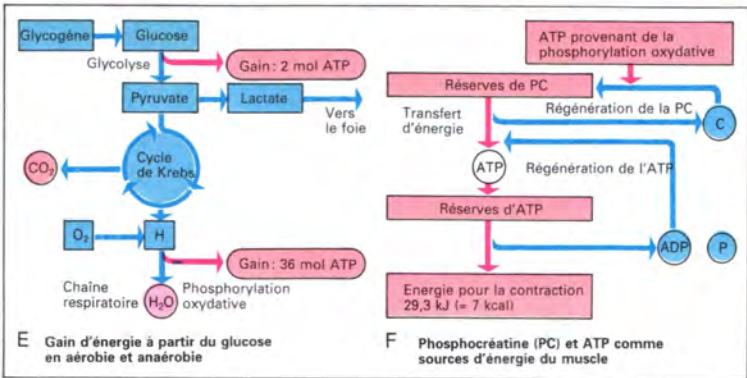 Glycogéne
Glucose
Glycolyse
Gain: 2 mol ATP
Pyruvate
Lactate
Vers
le foie
Cycle
de Krebs
CO₂
O₂
H
Gain: 36 mol ATP
Chaîne
respiratoire
H₂O
Phosphorylation
oxydative
E Gain d'énergie à partir du glucose
en aérobie et anaérobie
ATP provenant de la
phosphorylation oxydative
Réserves de PC
Transfert
d'énergie
Régénération de la PC
C
ATP
Régénération de l'ATP
Réserves d'ATP
ADP
P
Energie pour la contraction
29,3 kJ (= 7 kcal)
F Phosphocréatine (PC) et ATP comme
sources d'énergie du muscle